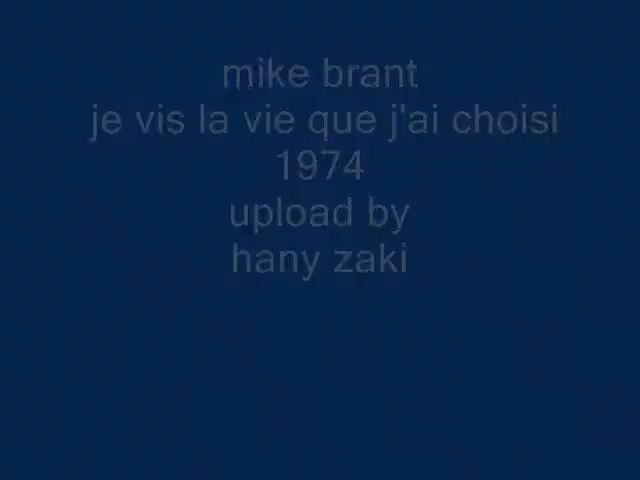 mike brant
je vis la vie que j'ai choisi
1974
upload by
hany zaki